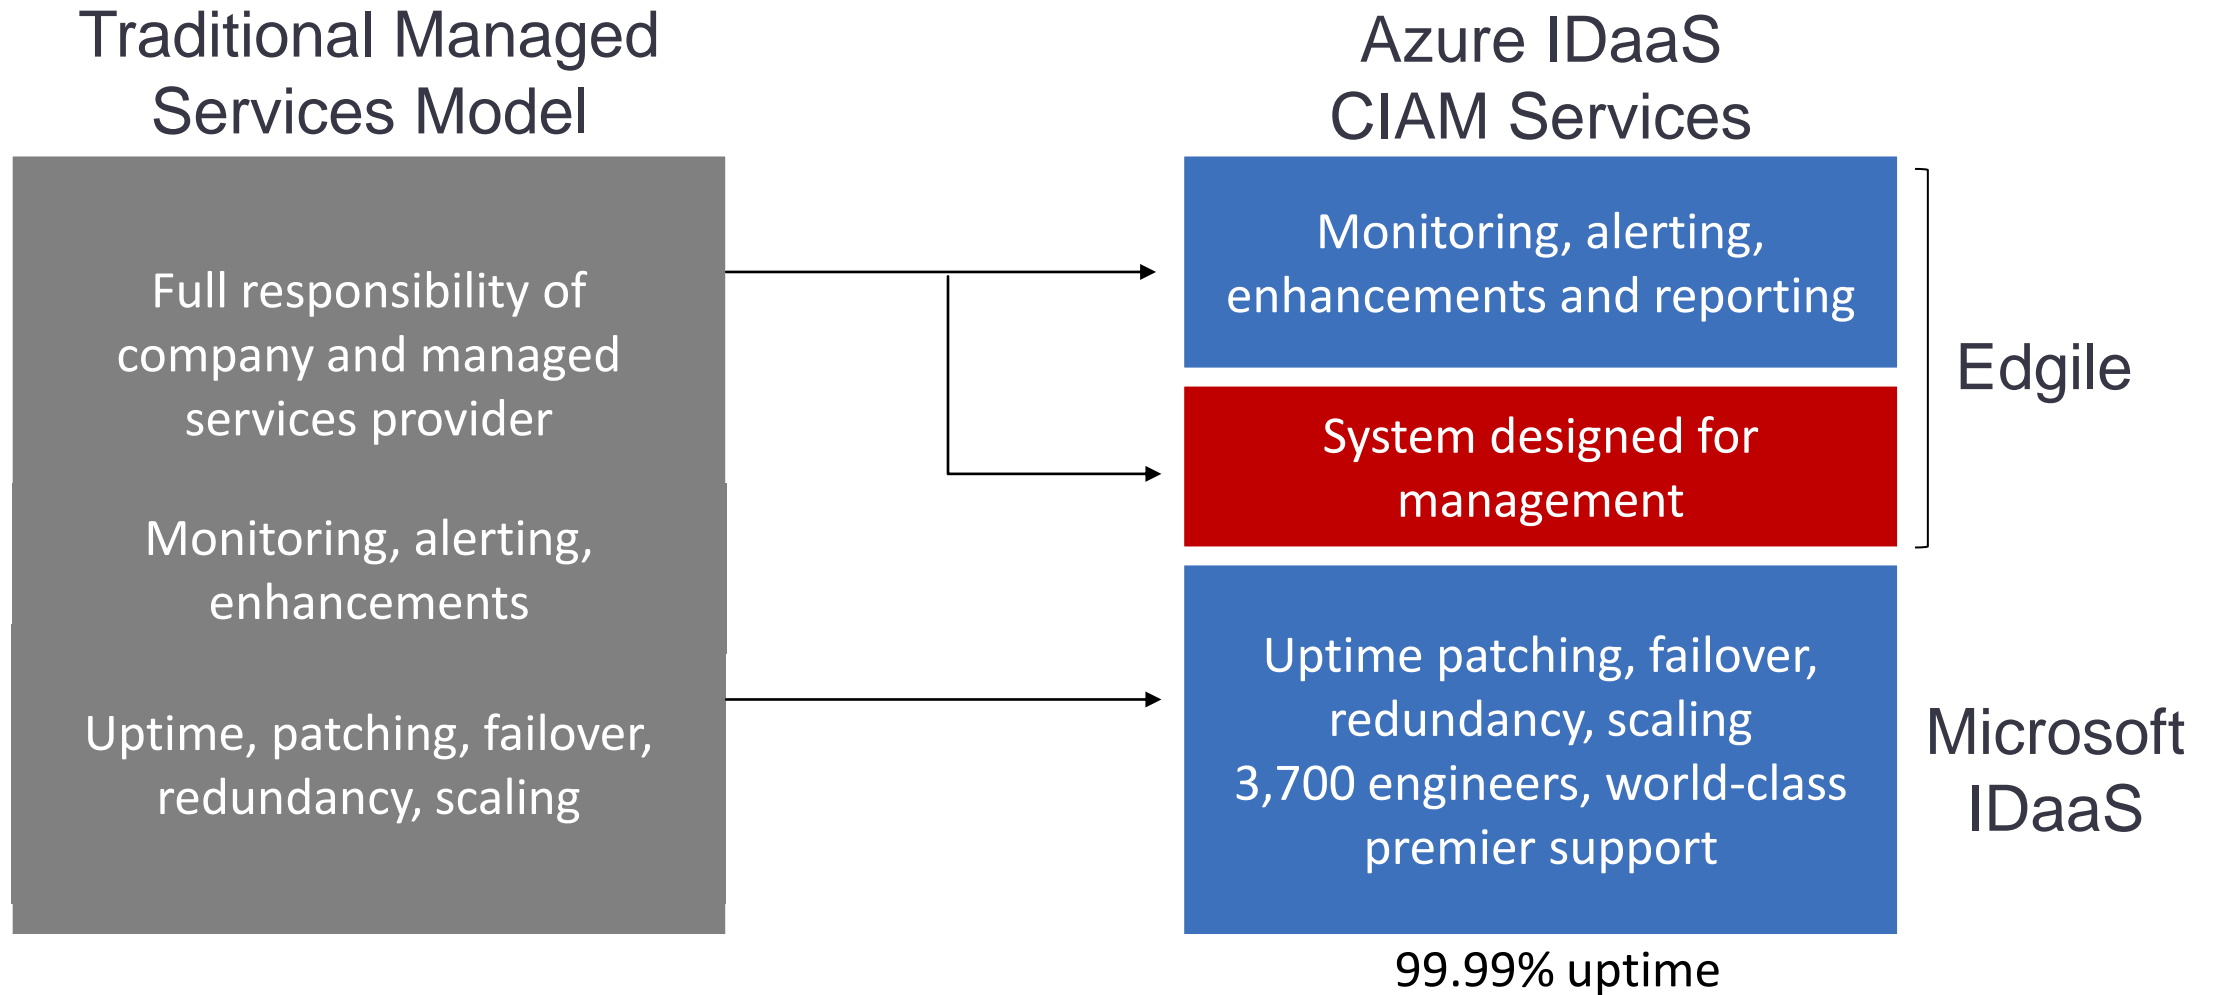 Traditional Managed
Services Model
Full responsibility of
company and managed
services provider
Monitoring, alerting,
enhancements
Uptime, patching, failover,
redundancy, scaling
Azure IDaaS
CIAM Services
Monitoring, alerting,
enhancements and reporting
System designed for
management
Edgile
Uptime patching, failover,
redundancy, scaling
3,700 engineers, world-class
premier support
Microsoft
IDaaS
99.99% uptime